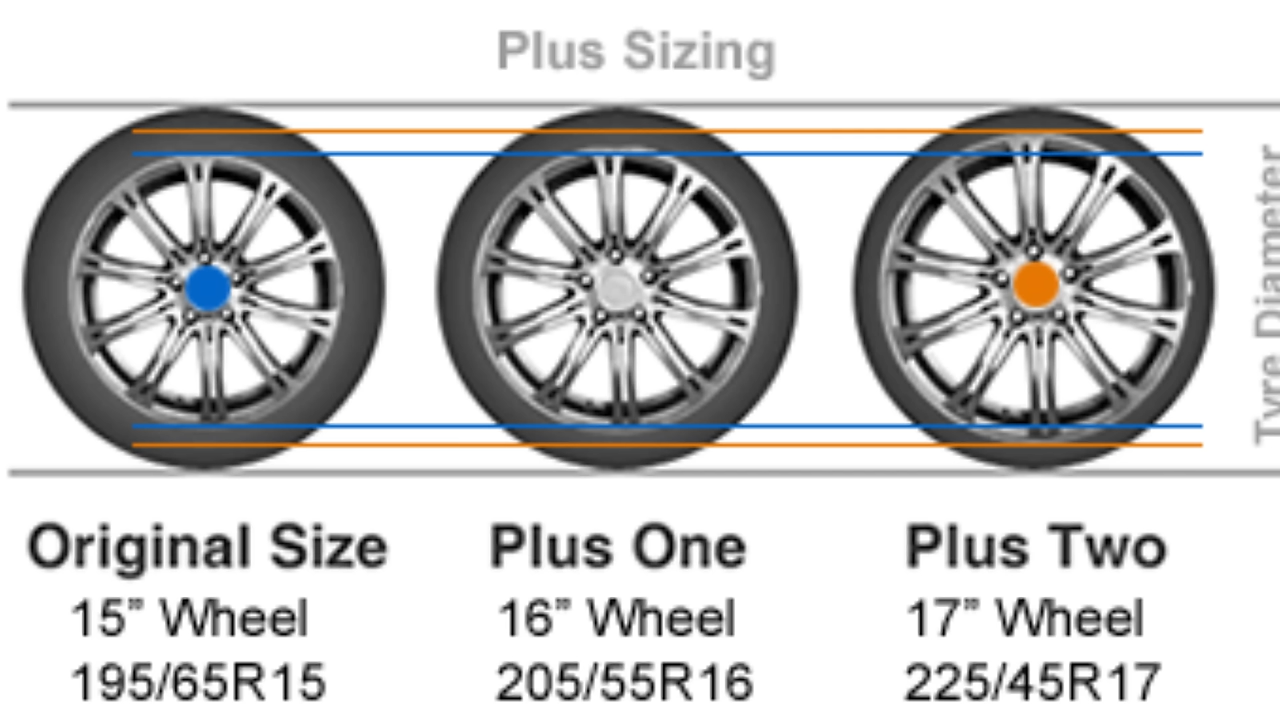 Plus Sizing
Tyre Diameter
Original Size
15” Wheel
195/65R15
Plus One
16” Wheel
205/55R16
Plus Two
17” Wheel
225/45R17